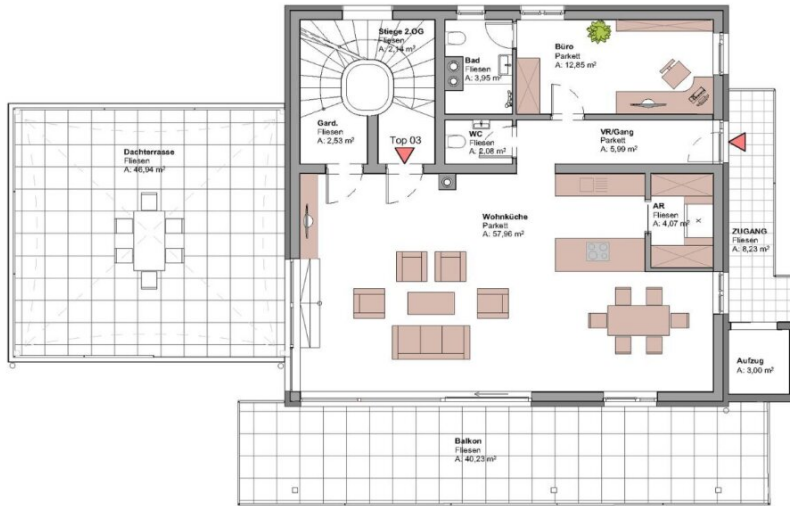 Stiege 2.OG
Fliesen
A: 2,14 m²
Bad
Fliesen
A: 3,95 m²
Büro
Parkett
A: 12,85 m²
Gard.
Fliesen
A: 2,53 m²
Top 03
WC
Fliesen
A: 2,08 m²
VR/Gang
Parkett
A: 5,99 m²
Dachterrasse
Fliesen
A: 46,94 m²
Wohnküche
Parkett
A: 57,96 m²
AR
Fliesen
A: 4,07 m²
ZUGANG
Fliesen
A: 8,23 m²
Aufzug
A: 3,00 m²
Balkon
Fliesen
A: 40,23 m²